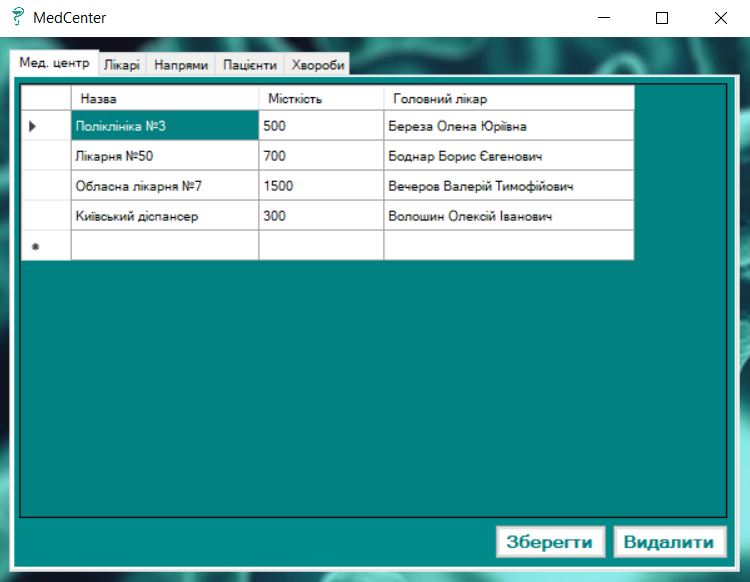 MedCenter
Мед. центр Лікарі Напрями Пацієнти Хвороби
Назва Місткість Головний лікар
Поліклініка №3 500 Береза Олена Юріївна
Лікарня №50 700 Боднар Борис Євгенович
Обласна лікарня №7 1500 Вечеров Валерій Тимофійович
Київський діспансер 300 Волошин Олексій Іванович
Зберегти Видалити